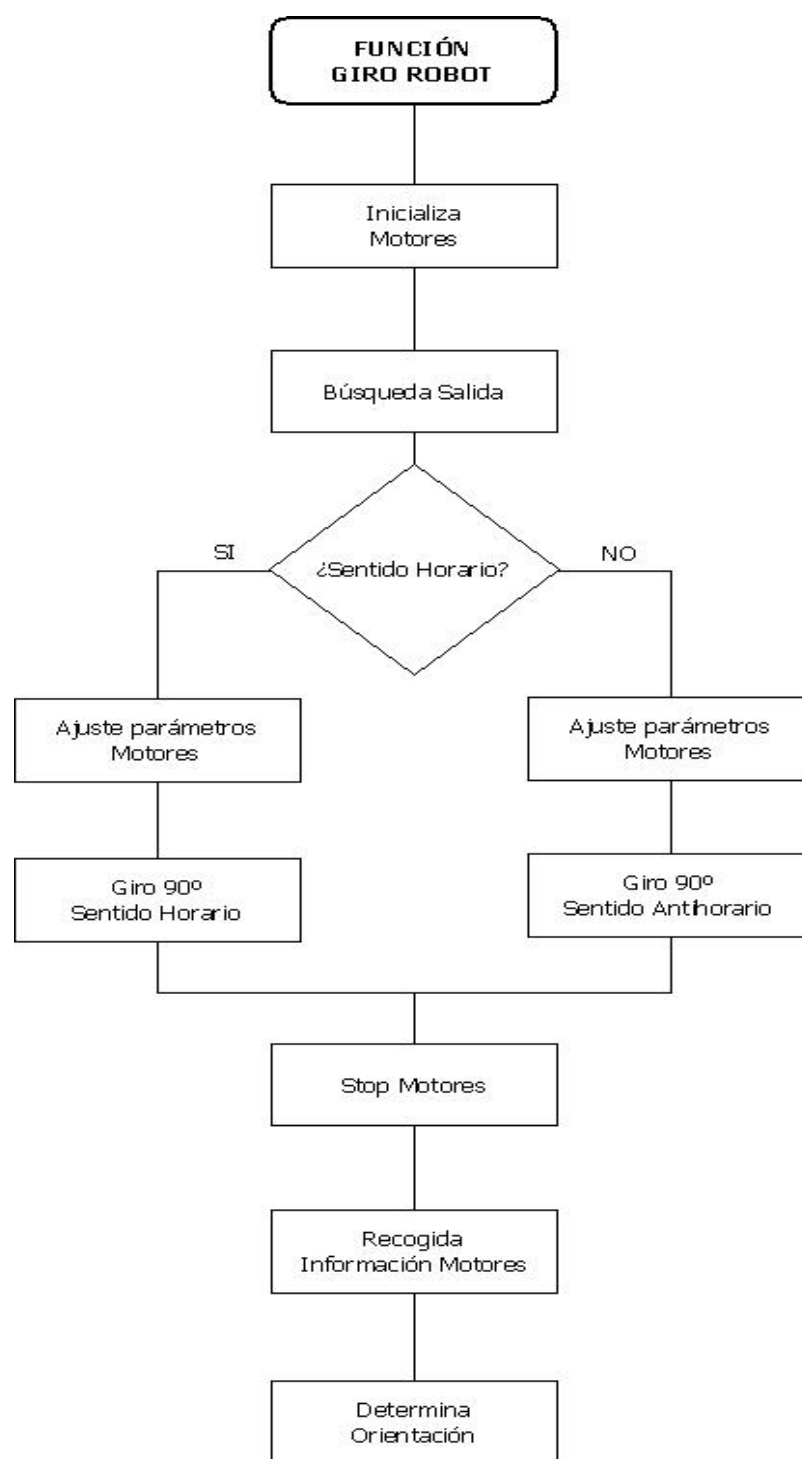 FUNCIÓN
GIRO ROBOT
Inicializa
Motores
Búsqueda Salida
SI
¿Sentido Horario?
NO
Ajuste parámetros
Motores
Ajuste parámetros
Motores
Giro 90º
Sentido Horario
Giro 90º
Sentido Antihorario
Stop Motores
Recogida
Información Motores
Determina
Orientación